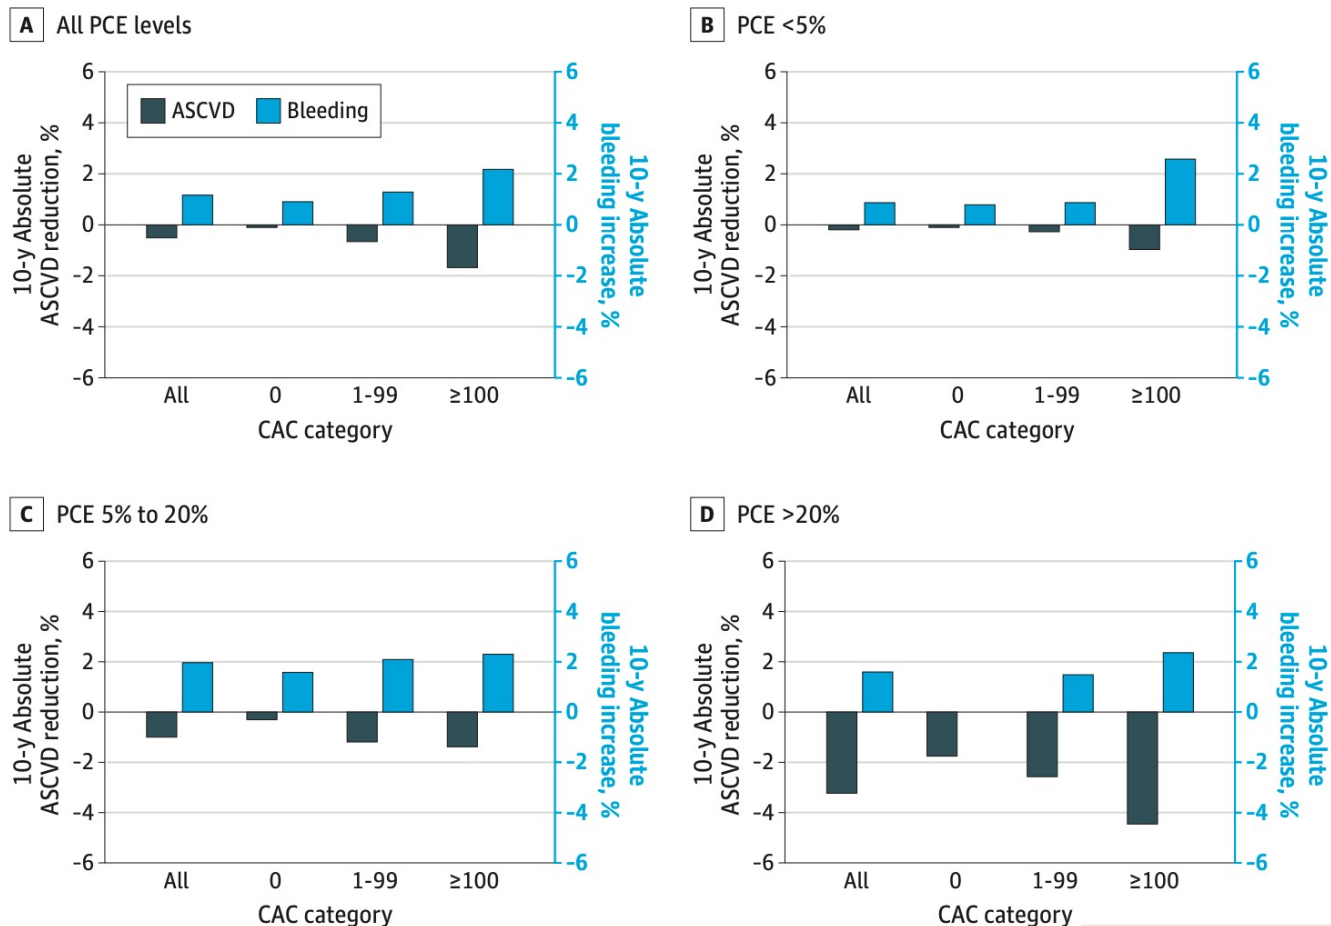 A All PCE levels
6
4
2
0
-2
-4
-6
10-y Absolute
ASCVD reduction, %
ASCVD Bleeding
6
4
2
0
-2
-4
-6
10-y Absolute
bleeding increase, %
All 0 1-99 ≥100
CAC category
B PCE <5%
6
4
2
0
-2
-4
-6
10-y Absolute
ASCVD reduction, %
6
4
2
0
-2
-4
-6
10-y Absolute
bleeding increase, %
All 0 1-99 ≥100
CAC category
C PCE 5% to 20%
6
4
2
0
-2
-4
-6
10-y Absolute
ASCVD reduction, %
6
4
2
0
-2
-4
-6
10-y Absolute
bleeding increase, %
All 0 1-99 ≥100
CAC category
D PCE >20%
6
4
2
0
-2
-4
-6
10-y Absolute
ASCVD reduction, %
6
4
2
0
-2
-4
-6
10-y Absolute
bleeding increase, %
All 0 1-99 ≥100
CAC category